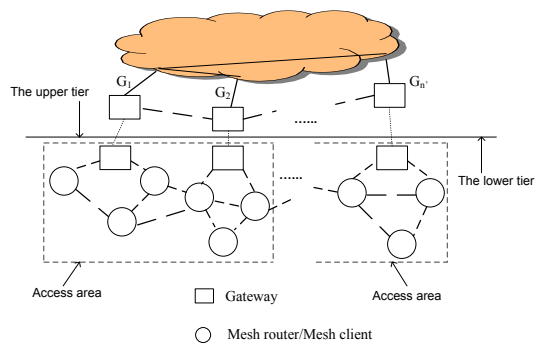 G1
G2
Gn'
The upper tier
......
......
The lower tier
Access area
Access area
Gateway
Mesh router/Mesh client